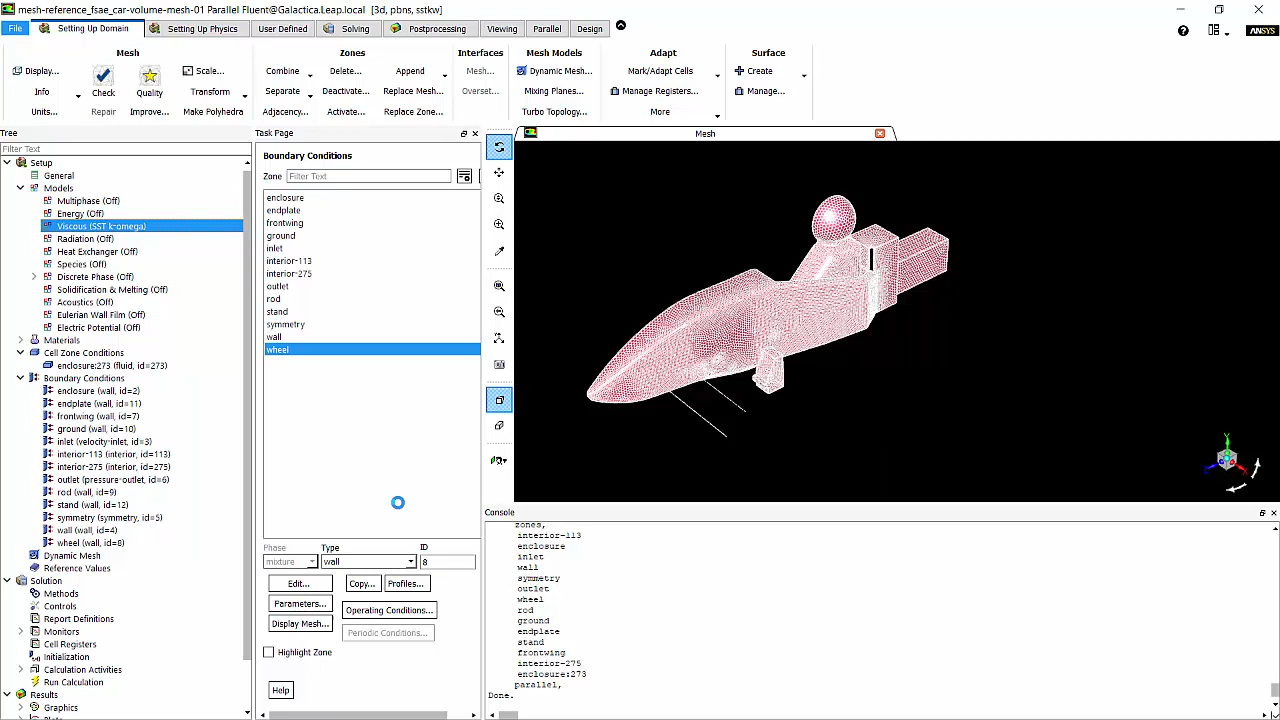 mesh-reference_fsae_car-volume-mesh-01 Parallel Fluent@Galactica.Leap.local [3d, pbns, sstkw]
File Setting Up Domain Setting Up Physics User Defined Solving Postprocessing Viewing Parallel Design
ANSYS
Mesh Zones Interfaces Mesh Models Adapt Surface
Display... Scale... Combine Delete... Append Mesh... Dynamic Mesh... Mark/Adapt Cells Create
Info Check Quality Transform Separate Deactivate... Replace Mesh... Overset... Mixing Planes... Manage Registers... Manage...
Units... Repair Improve... Make Polyhedra Adjacency... Activate... Replace Zone... Turbo Topology... More
Tree
Filter Text
Setup
General
Models
Multiphase (Off)
Energy (Off)
Viscous (SST k-omega)
Radiation (Off)
Heat Exchanger (Off)
Species (Off)
Discrete Phase (Off)
Solidification & Melting (Off)
Acoustics (Off)
Eulerian Wall Film (Off)
Electric Potential (Off)
Materials
Cell Zone Conditions
enclosure:273 (fluid, id=273)
Boundary Conditions
enclosure (wall, id=2)
endplate (wall, id=11)
frontwing (wall, id=7)
ground (wall, id=10)
inlet (velocity-inlet, id=3)
interior-113 (interior, id=113)
interior-275 (interior, id=275)
outlet (pressure-outlet, id=6)
rod (wall, id=9)
stand (wall, id=12)
symmetry (symmetry, id=5)
wall (wall, id=4)
wheel (wall, id=8)
Dynamic Mesh
Reference Values
Solution
Methods
Controls
Report Definitions
Monitors
Cell Registers
Initialization
Calculation Activities
Run Calculation
Results
Graphics
Task Page
Boundary Conditions
Zone Filter Text
enclosure
endplate
frontwing
ground
inlet
interior-113
interior-275
outlet
rod
stand
symmetry
wall
wheel
Phase Type ID
mixture wall 8
Edit... Copy... Profiles...
Parameters... Operating Conditions...
Display Mesh... Periodic Conditions...
Highlight Zone
Help
Mesh
Y
X
Console
zones,
interior-113
enclosure
inlet
wall
symmetry
outlet
wheel
rod
ground
endplate
stand
frontwing
interior-275
enclosure:273
parallel,
Done.